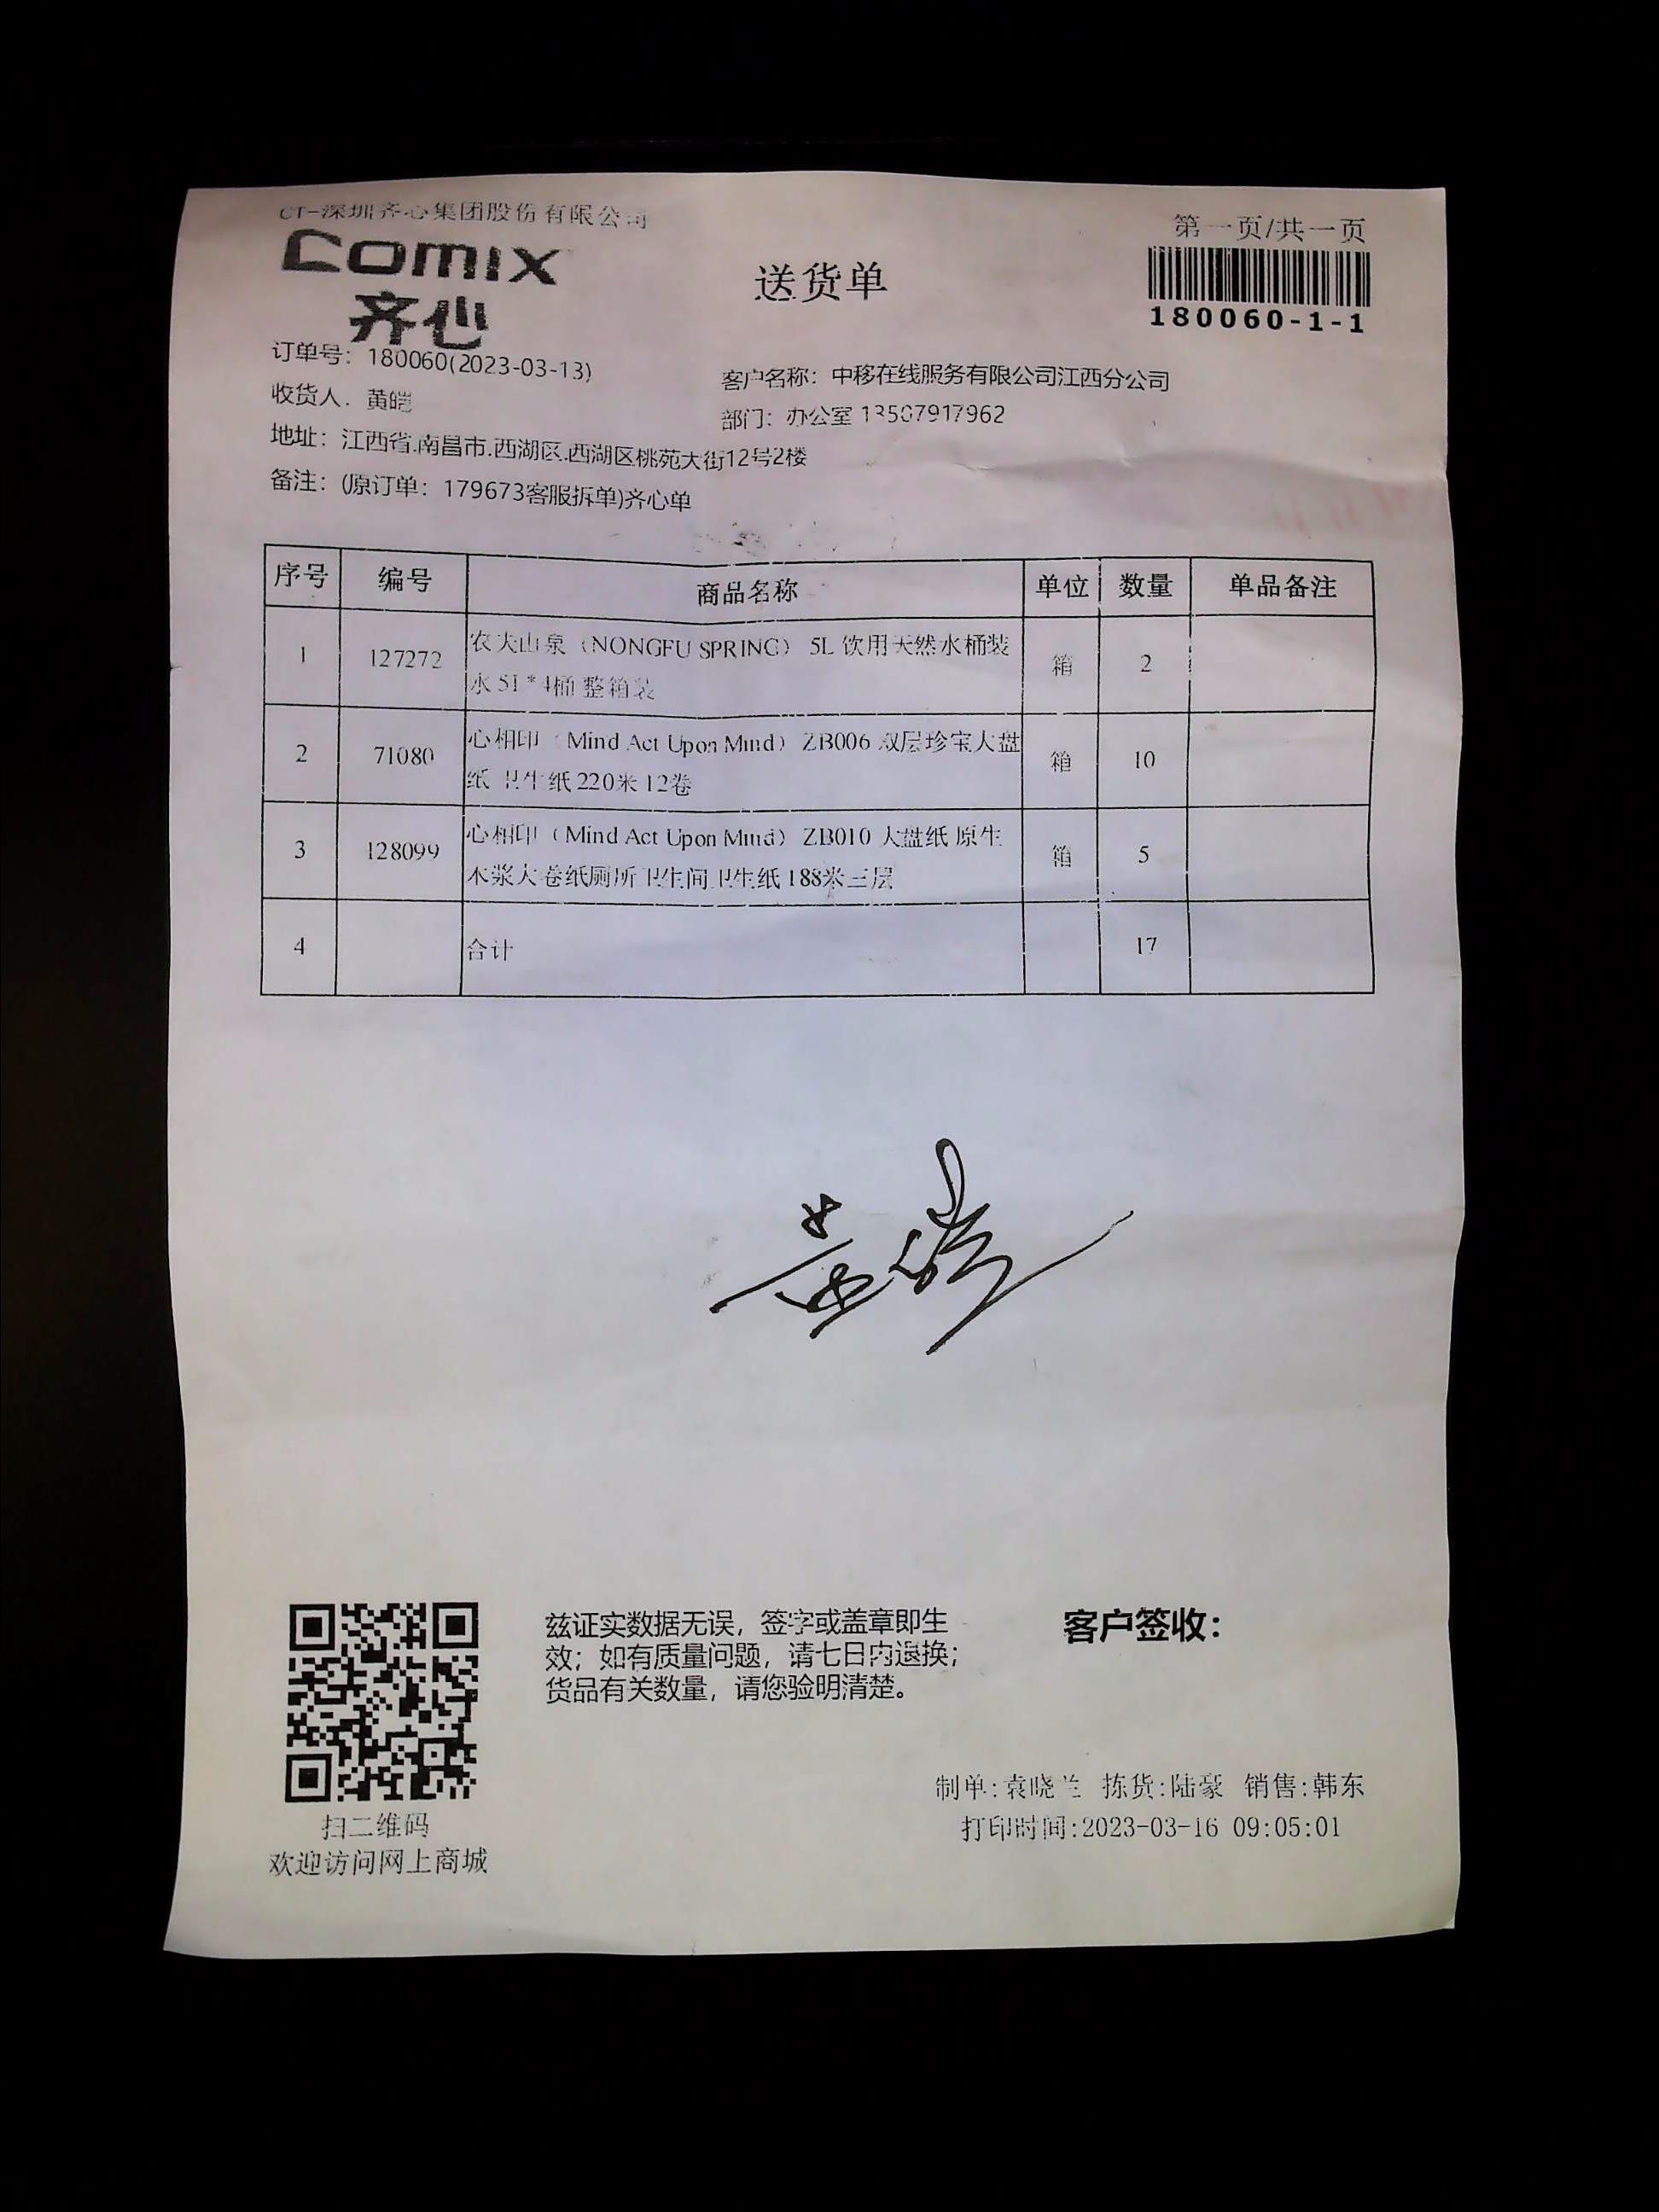 CT-深圳齐心集团股份有限公司
第一页/共一页
COMIX
齐心
送货单
180060-1-1
订单号：180060(2023-03-13)
客户名称：中移在线服务有限公司江西分公司
收货人：黄皓
部门：办公室 13507917962
地址：江西省.南昌市.西湖区.西湖区桃苑大街12号2楼
备注：(原订单：179673客服拆单)齐心单
序号 编号 商品名称 单位 数量 单品备注
1 127272 农夫山泉（NONGFU SPRING） 5L 饮用天然水桶装
水 5L*4桶 整箱装 箱 2
2 71080 心相印（Mind Act Upon Mind） ZB006 双层珍宝大盘
纸 卫生纸 220米 12卷 箱 10
3 128099 心相印（Mind Act Upon Mind） ZB010 大盘纸 原生
木浆大卷纸厕所卫生间卫生纸 188米三层 箱 5
4 合计 17
兹证实数据无误，签字或盖章即生
效；如有质量问题，请七日内退换；
货品有关数量，请您验明清楚。
客户签收：
制单:袁晓兰 拣货:陆豪 销售:韩东
打印时间:2023-03-16 09:05:01
扫二维码
欢迎访问网上商城